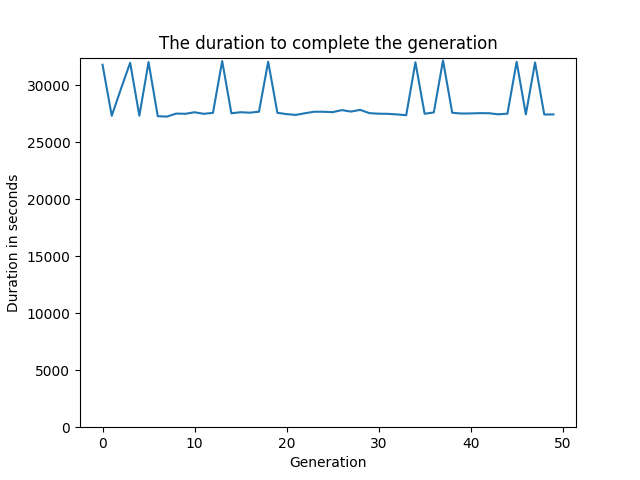 The duration to complete the generation
30000
25000
20000
15000
10000
5000
0
Duration in seconds
0 10 20 30 40 50
Generation